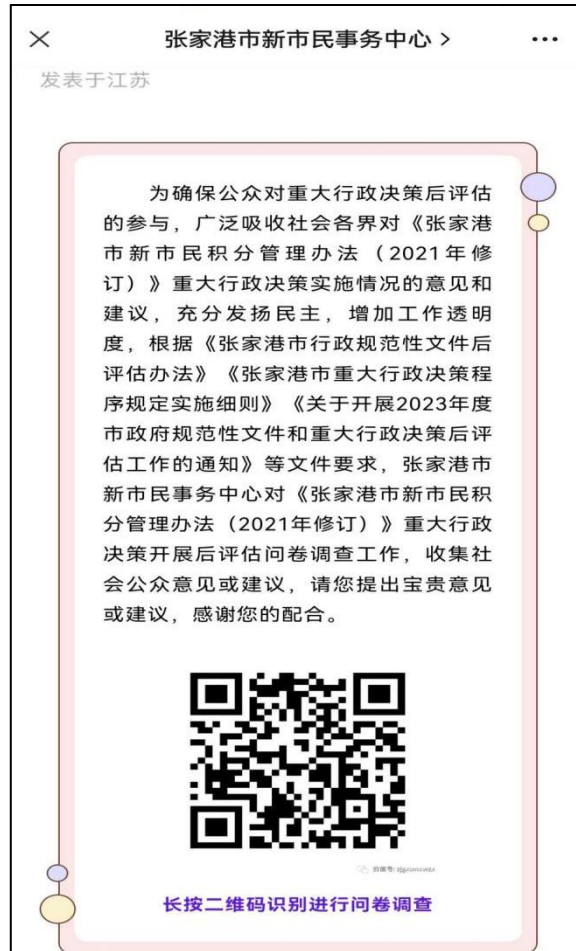 张家港市新市民事务中心 >
发表于江苏
为确保公众对重大行政决策后评估
的参与，广泛吸收社会各界对《张家港
市新市民积分管理办法（2021年修
订）》重大行政决策实施情况的意见和
建议，充分发扬民主，增加工作透明
度，根据《张家港市行政规范性文件后
评估办法》《张家港市重大行政决策程
序规定实施细则》《关于开展2023年度
市政府规范性文件和重大行政决策后评
估工作的通知》等文件要求，张家港市
新市民事务中心对《张家港市新市民积
分管理办法（2021年修订）》重大行政
决策开展后评估问卷调查工作，收集社
会公众意见或建议，请您提出宝贵意见
或建议，感谢您的配合。
长按二维码识别进行问卷调查